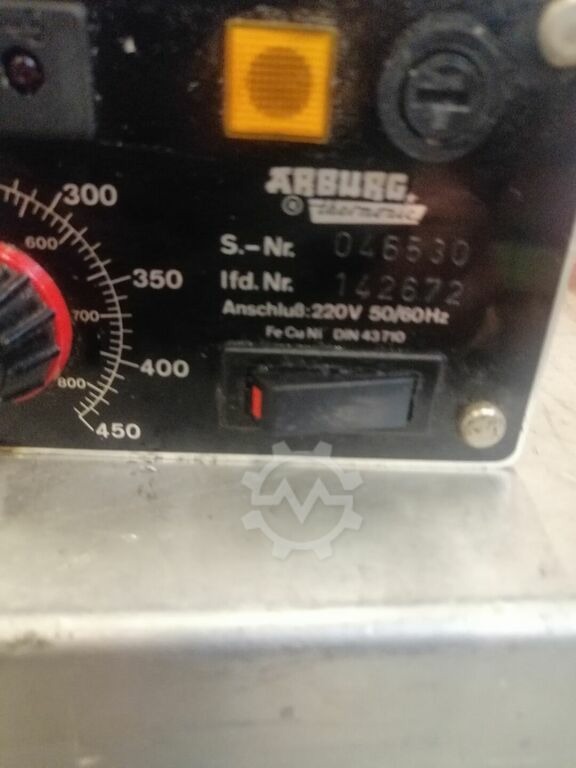 300
600
ARBURG
© thermonic
S.-Nr. 046530
350
lfd. Nr. 142672
700
Anschluß: 220V 50/60Hz
Fe Cu Ni DIN 43710
400
800
450